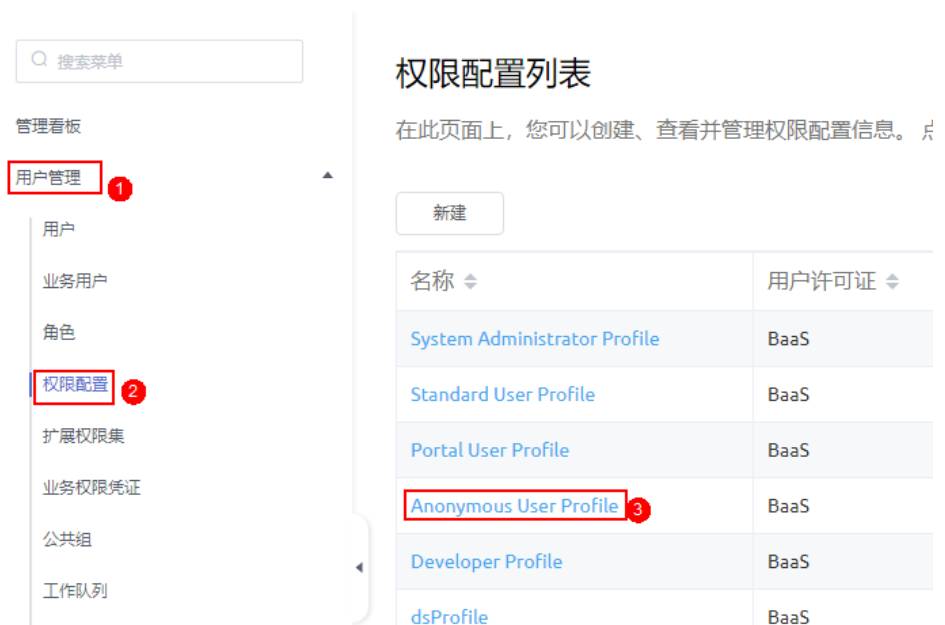 搜索菜单
管理看板
用户管理
1
用户
业务用户
角色
权限配置
2
扩展权限集
业务权限凭证
公共组
工作队列
权限配置列表
在此页面上，您可以创建、查看并管理权限配置信息。
新建
名称 用户许可证
System Administrator Profile BaaS
Standard User Profile BaaS
Portal User Profile BaaS
Anonymous User Profile 3 BaaS
Developer Profile BaaS
dsProfile BaaS